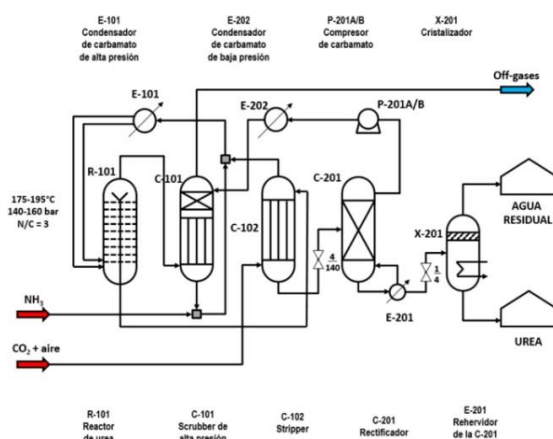 E-101 E-202 P-201A/B X-201
Condensador Condensador Compresor Cristalizador
de carbamato de carbamato de carbamato
de alta presión de baja presión
Off-gases
E-101 E-202 P-201A/B
R-101 C-101 C-201
175-195°C
140-160 bar
N/C = 3
AGUA
RESIDUAL
C-102 X-201
4
140
1
4
NH3
E-201
UREA
CO2 + aire
R-101 C-101 C-102 C-201 E-201
Reactor Scrubber de Stripper Rectificador Rehervidor
de urea alta presión de la C-201